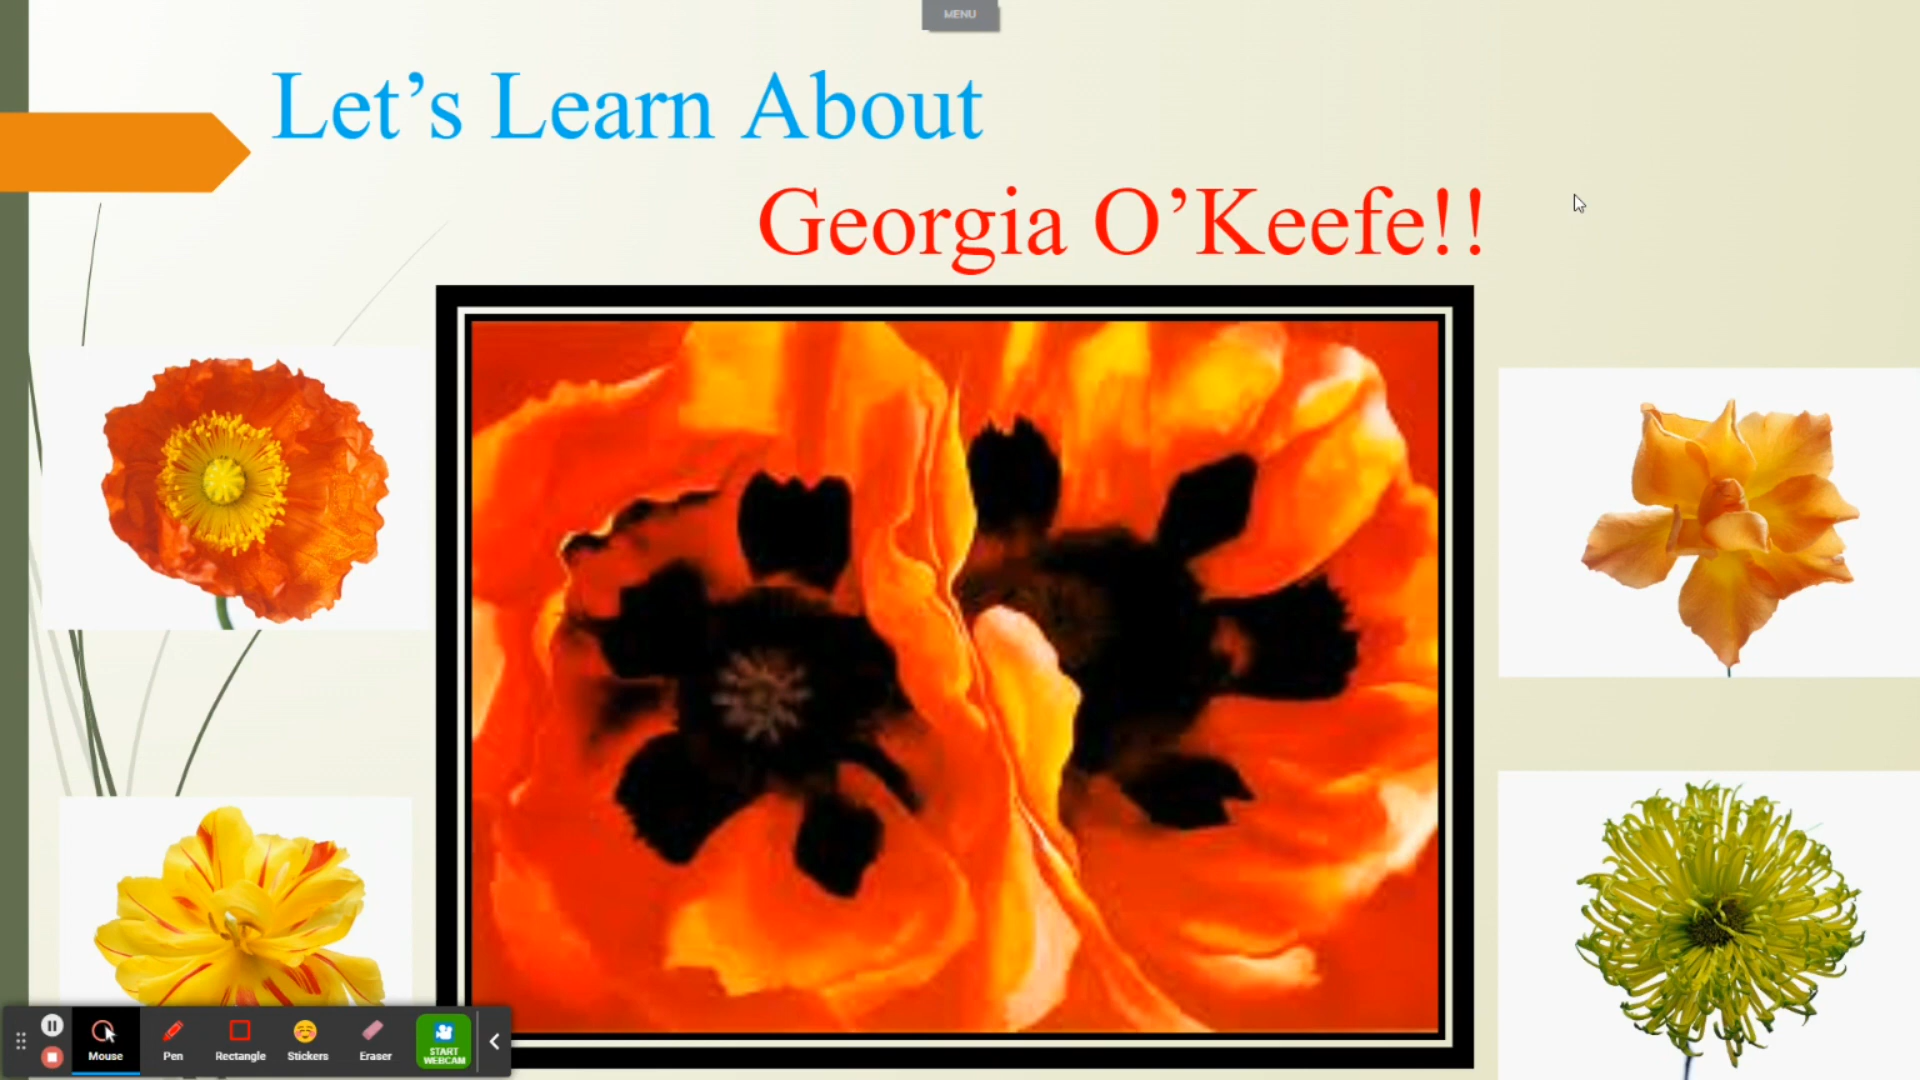 MENU
Let’s Learn About
Georgia O’Keefe!!
Mouse
Pen
Rectangle
Stickers
Eraser
START
WEBCAM